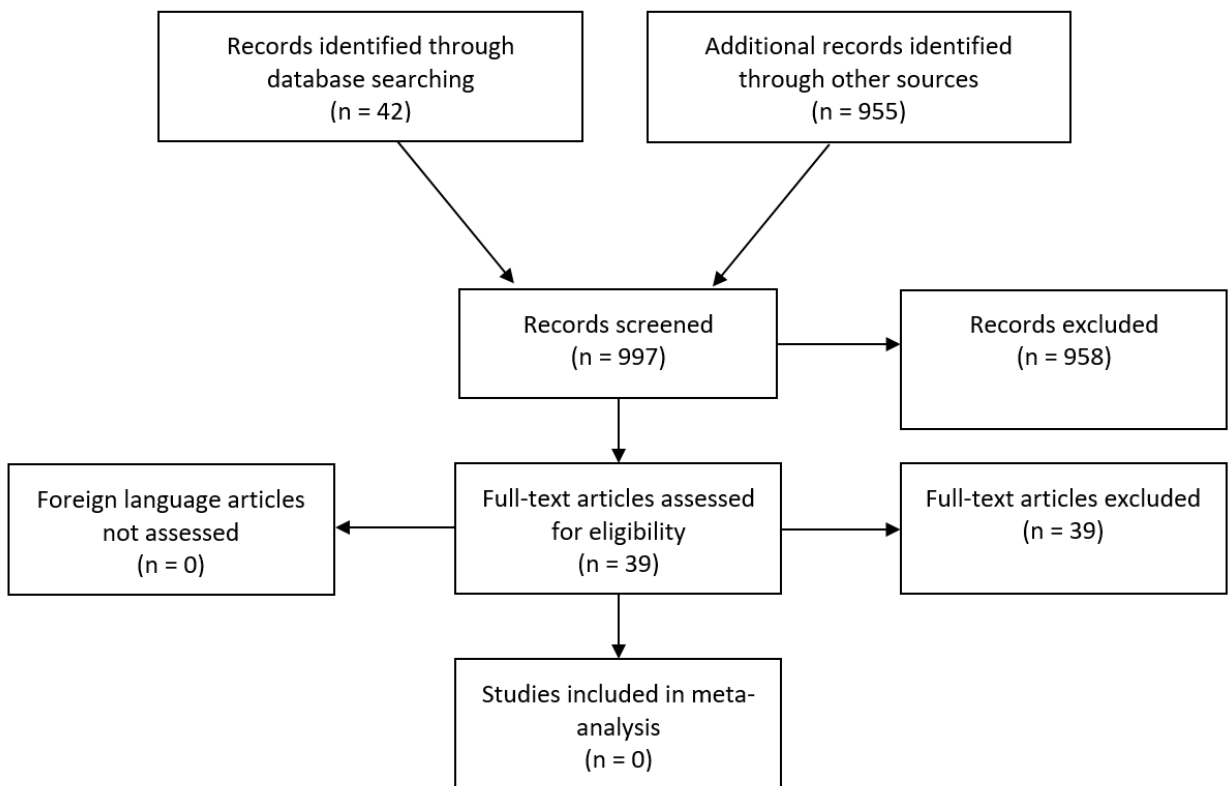 Records identified through
database searching
(n = 42)
Additional records identified
through other sources
(n = 955)
Records screened
(n = 997)
Records excluded
(n = 958)
Foreign language articles
not assessed
(n = 0)
Full-text articles assessed
for eligibility
(n = 39)
Full-text articles excluded
(n = 39)
Studies included in meta-
analysis
(n = 0)